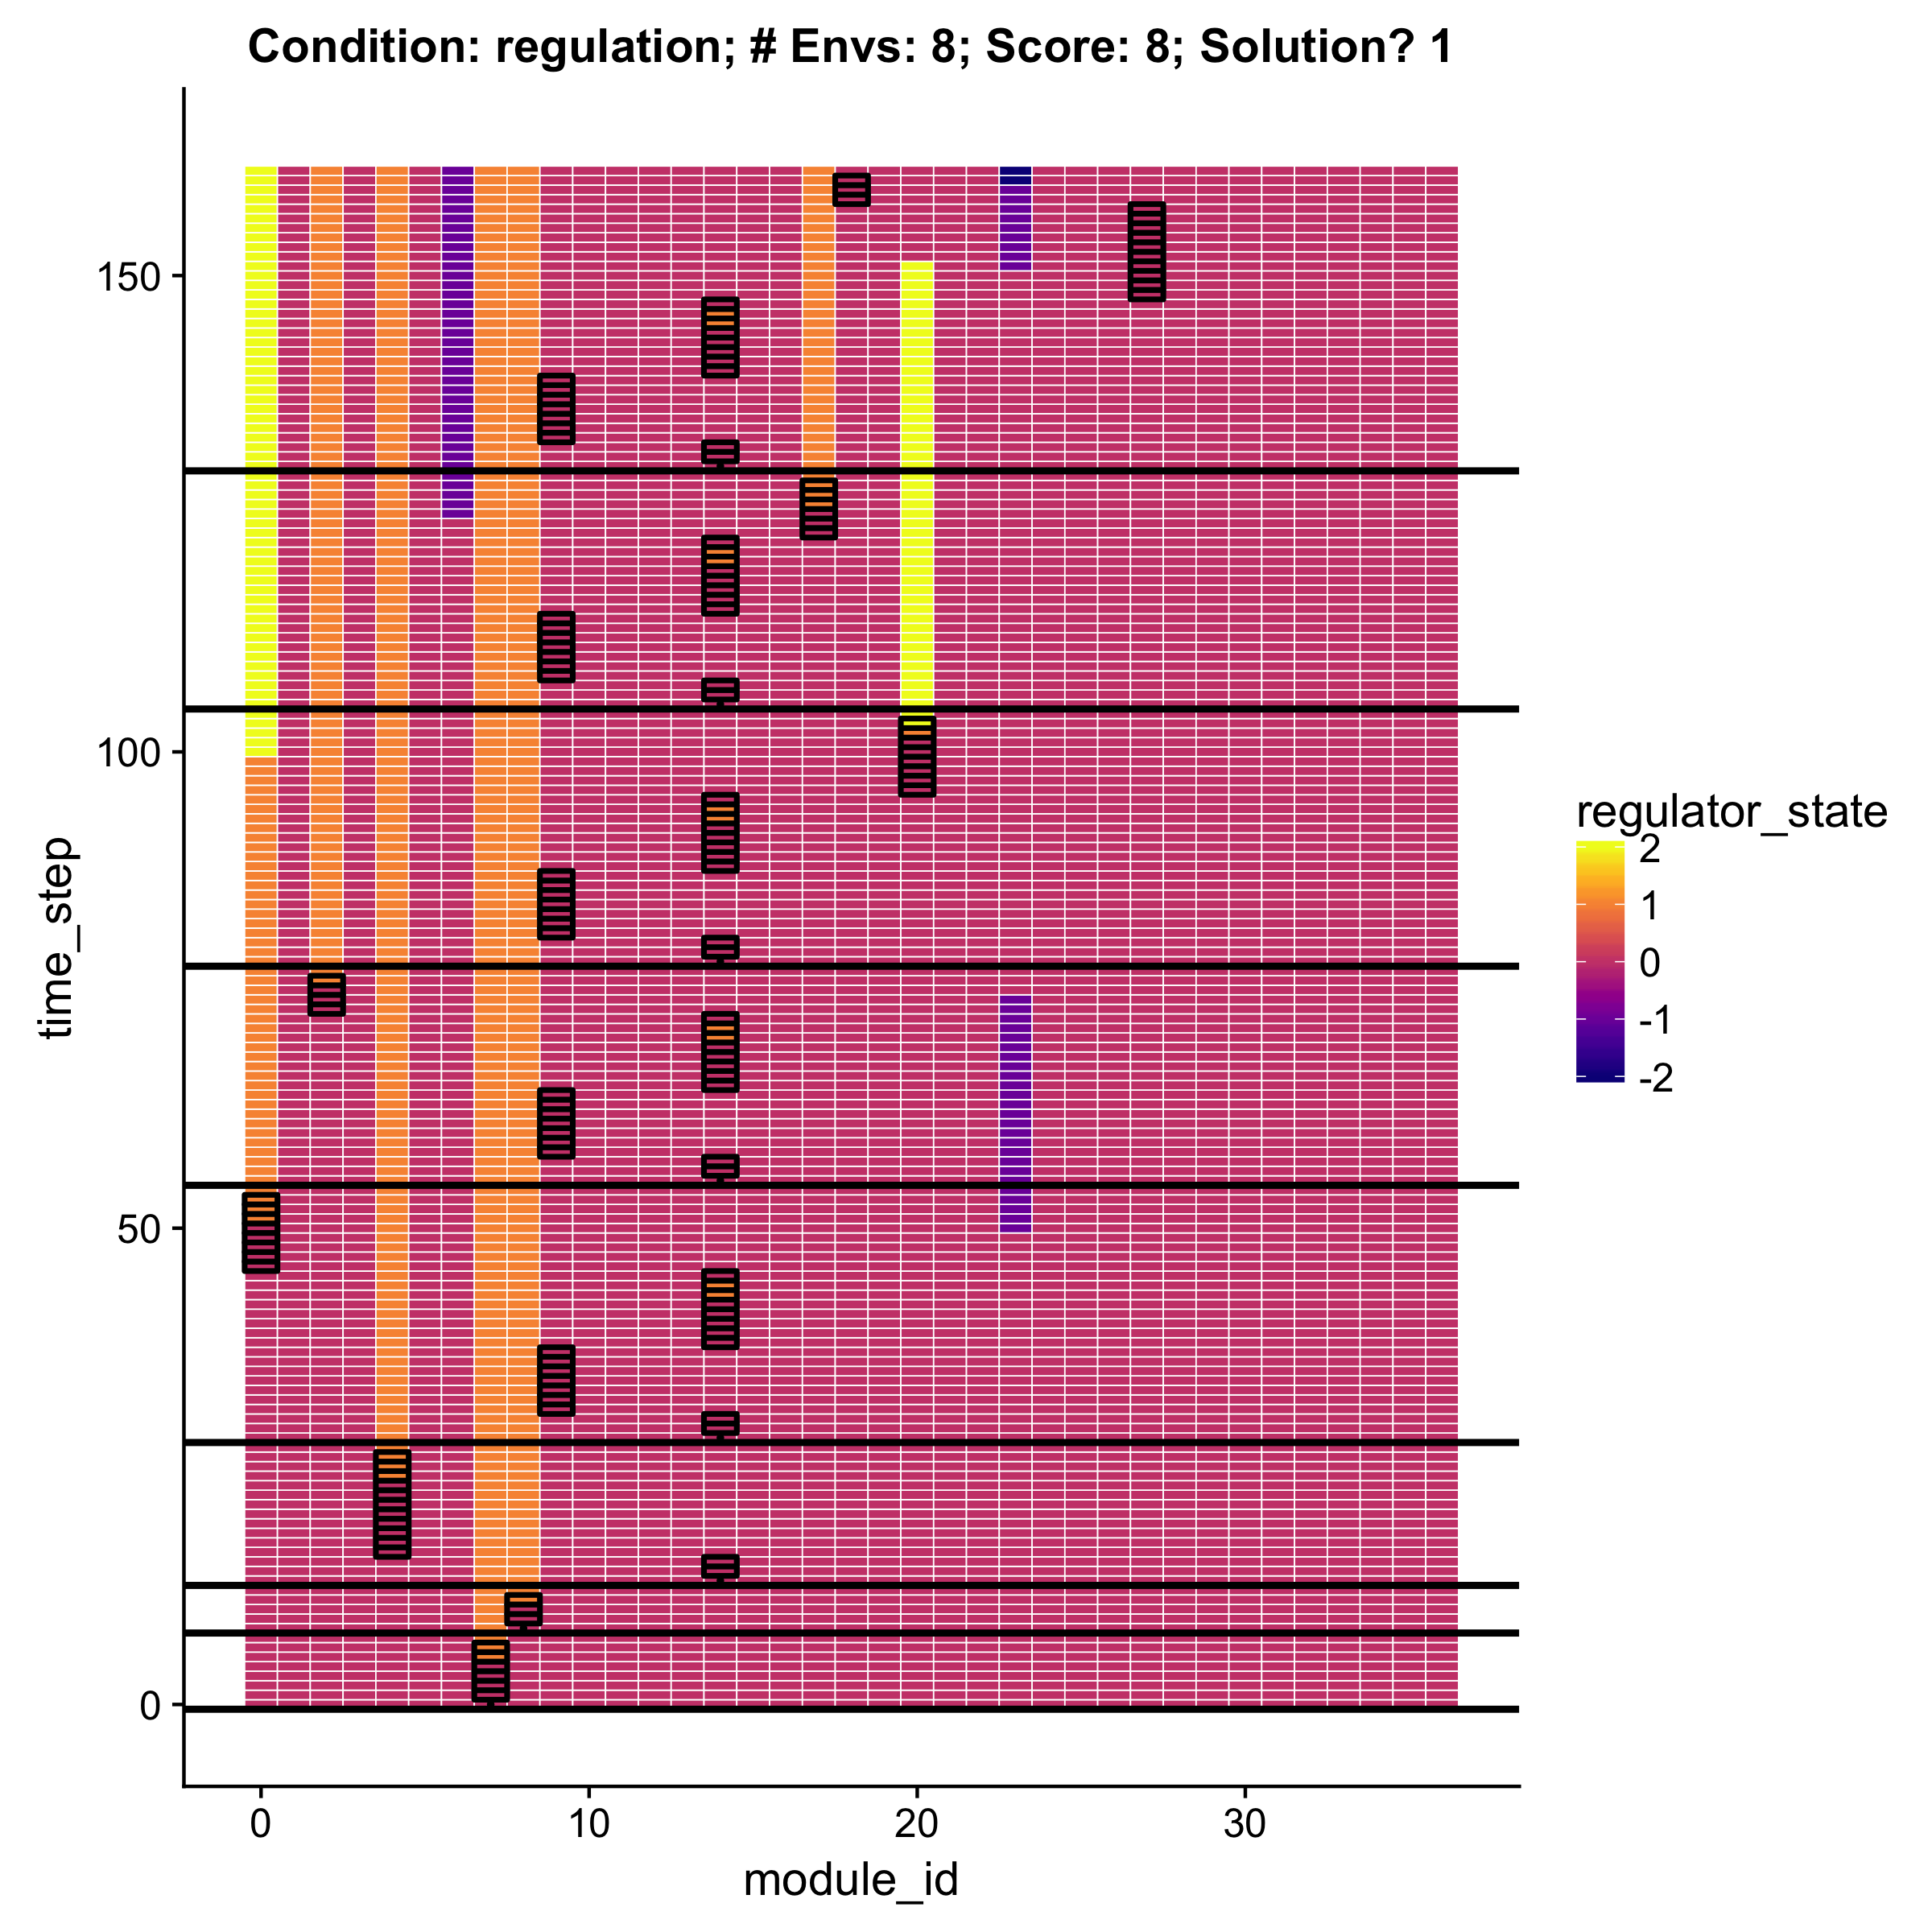 Condition: regulation; # Envs: 8; Score: 8; Solution? 1
time_step
150
100
50
0
0 10 20 30
module_id
regulator_state
2
1
0
-1
-2